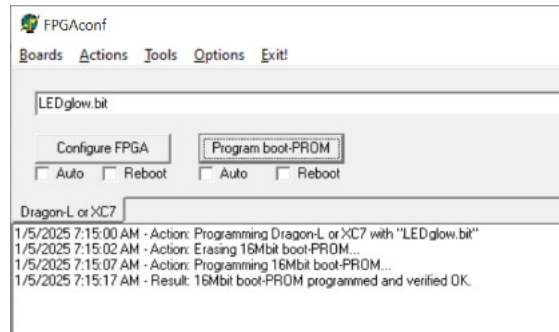 FPGAconf
Boards Actions Tools Options Exit!
LEDglow.bit
Configure FPGA Program boot-PROM
Auto Reboot Auto Reboot
Dragon-L or XC7
1/5/2025 7:15:00 AM - Action: Programming Dragon-L or XC7 with "LEDglow.bit"
1/5/2025 7:15:02 AM - Action: Erasing 16Mbit boot-PROM...
1/5/2025 7:15:07 AM - Action: Programming 16Mbit boot-PROM...
1/5/2025 7:15:17 AM - Result: 16Mbit boot-PROM programmed and verified OK.